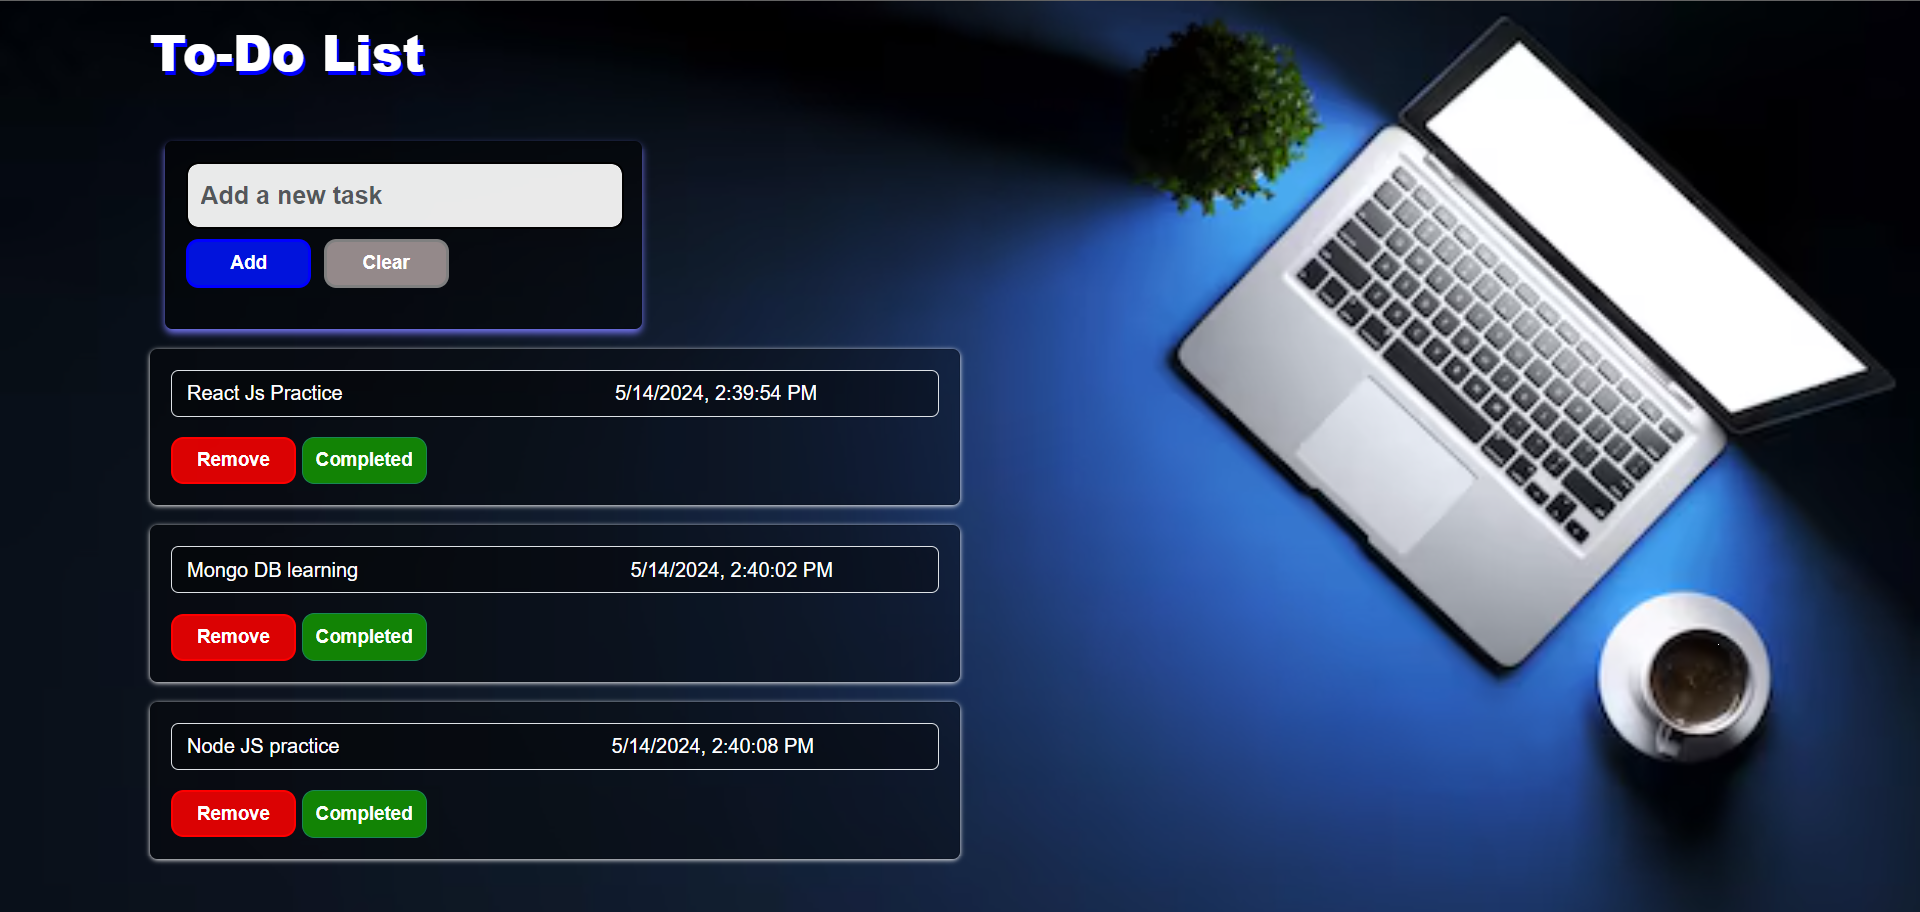 To-Do List
Add a new task
Add Clear
React Js Practice 5/14/2024, 2:39:54 PM
Remove Completed
Mongo DB learning 5/14/2024, 2:40:02 PM
Remove Completed
Node JS practice 5/14/2024, 2:40:08 PM
Remove Completed